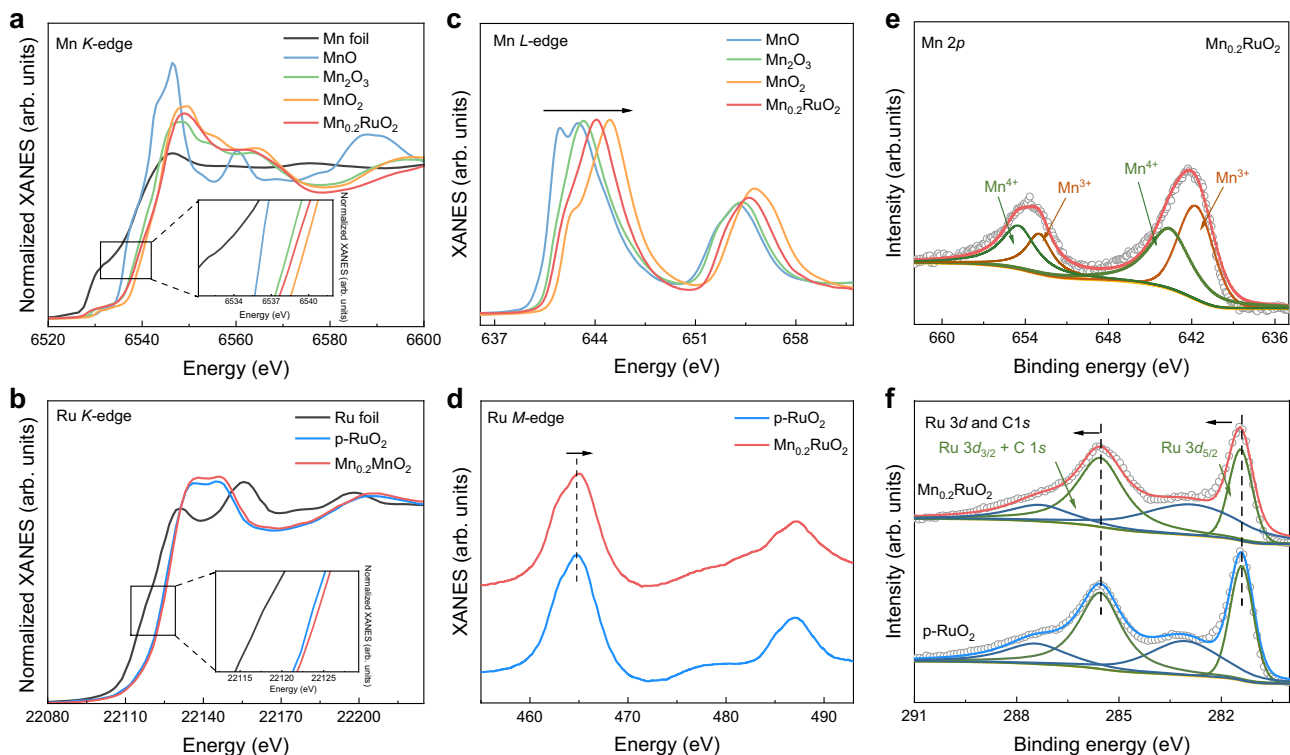 a
Mn K-edge
Mn foil
MnO
Mn2O3
MnO2
Mn0.2RuO2
Normalized XANES (arb. units)
Normalized XANES (arb. units)
6534 6537 6540
Energy (eV)
6520 6540 6560 6580 6600
Energy (eV)
c
Mn L-edge
MnO
Mn2O3
MnO2
Mn0.2RuO2
XANES (arb. units)
637 644 651 658
Energy (eV)
e
Mn 2p
Mn0.2RuO2
Mn4+
Mn3+
Mn4+
Mn3+
Intensity (arb.units)
660 654 648 642 636
Binding energy (eV)
b
Ru K-edge
Ru foil
p-RuO2
Mn0.2MnO2
Normalized XANES (arb. units)
Normalized XANES (arb. units)
22115 22120 22125
Energy (eV)
22080 22110 22140 22170 22200
Energy (eV)
d
Ru M-edge
p-RuO2
Mn0.2RuO2
XANES (arb. units)
460 470 480 490
Energy (eV)
f
Ru 3d and C1s
Ru 3d3/2 + C 1s
Ru 3d5/2
Mn0.2RuO2
p-RuO2
Intensity (arb. units)
291 288 285 282
Binding energy (eV)